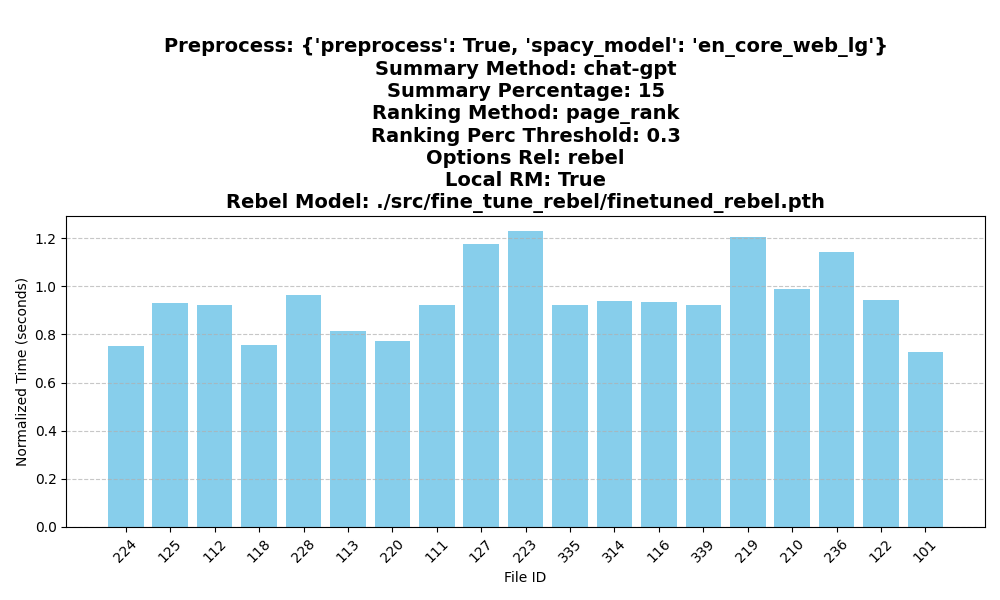 Preprocess: {'preprocess': True, 'spacy_model': 'en_core_web_lg'}
Summary Method: chat-gpt
Summary Percentage: 15
Ranking Method: page_rank
Ranking Perc Threshold: 0.3
Options Rel: rebel
Local RM: True
Rebel Model: ./src/fine_tune_rebel/finetuned_rebel.pth
Normalized Time (seconds)
1.2
1.0
0.8
0.6
0.4
0.2
0.0
224 125 112 118 228 113 220 111 127 223 335 314 116 339 219 210 236 122 101
File ID